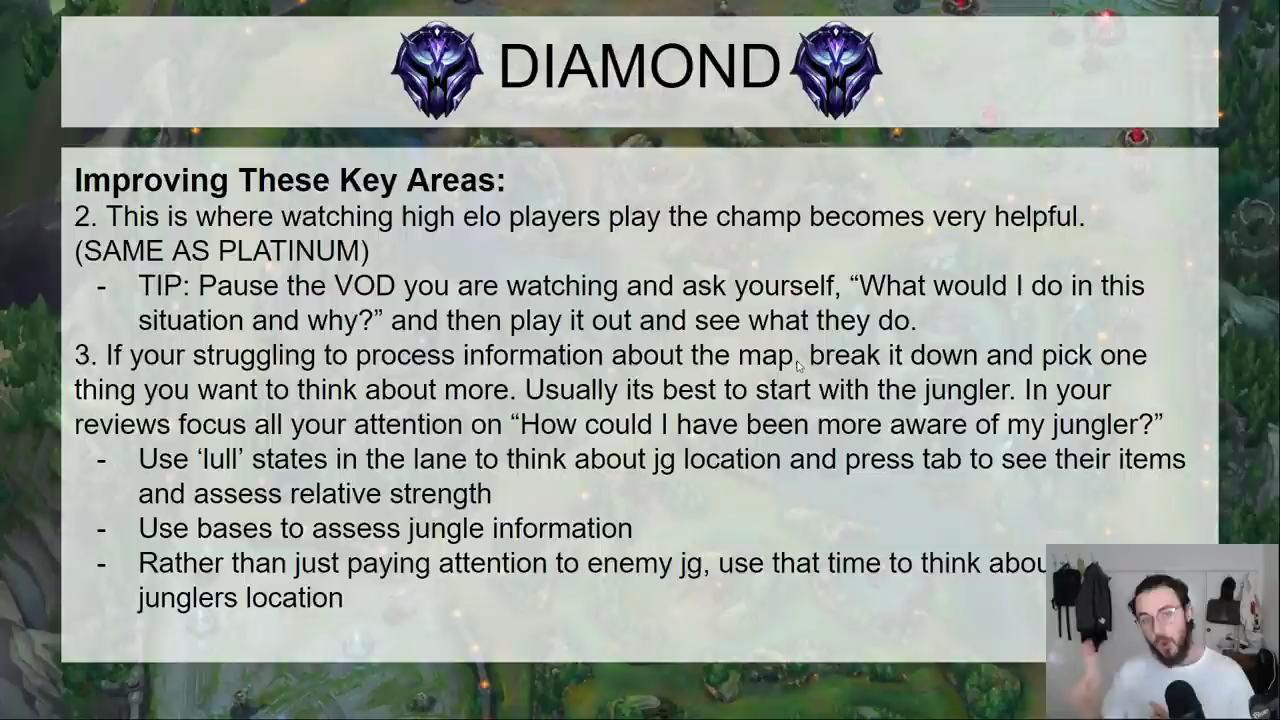 DIAMOND
Improving These Key Areas:
2. This is where watching high elo players play the champ becomes very helpful.
(SAME AS PLATINUM)
- TIP: Pause the VOD you are watching and ask yourself, “What would I do in this
situation and why?” and then play it out and see what they do.
3. If your struggling to process information about the map, break it down and pick one
thing you want to think about more. Usually its best to start with the jungler. In your
reviews focus all your attention on “How could I have been more aware of my jungler?”
- Use ‘lull’ states in the lane to think about jg location and press tab to see their items
and assess relative strength
- Use bases to assess jungle information
- Rather than just paying attention to enemy jg, use that time to think
junglers location